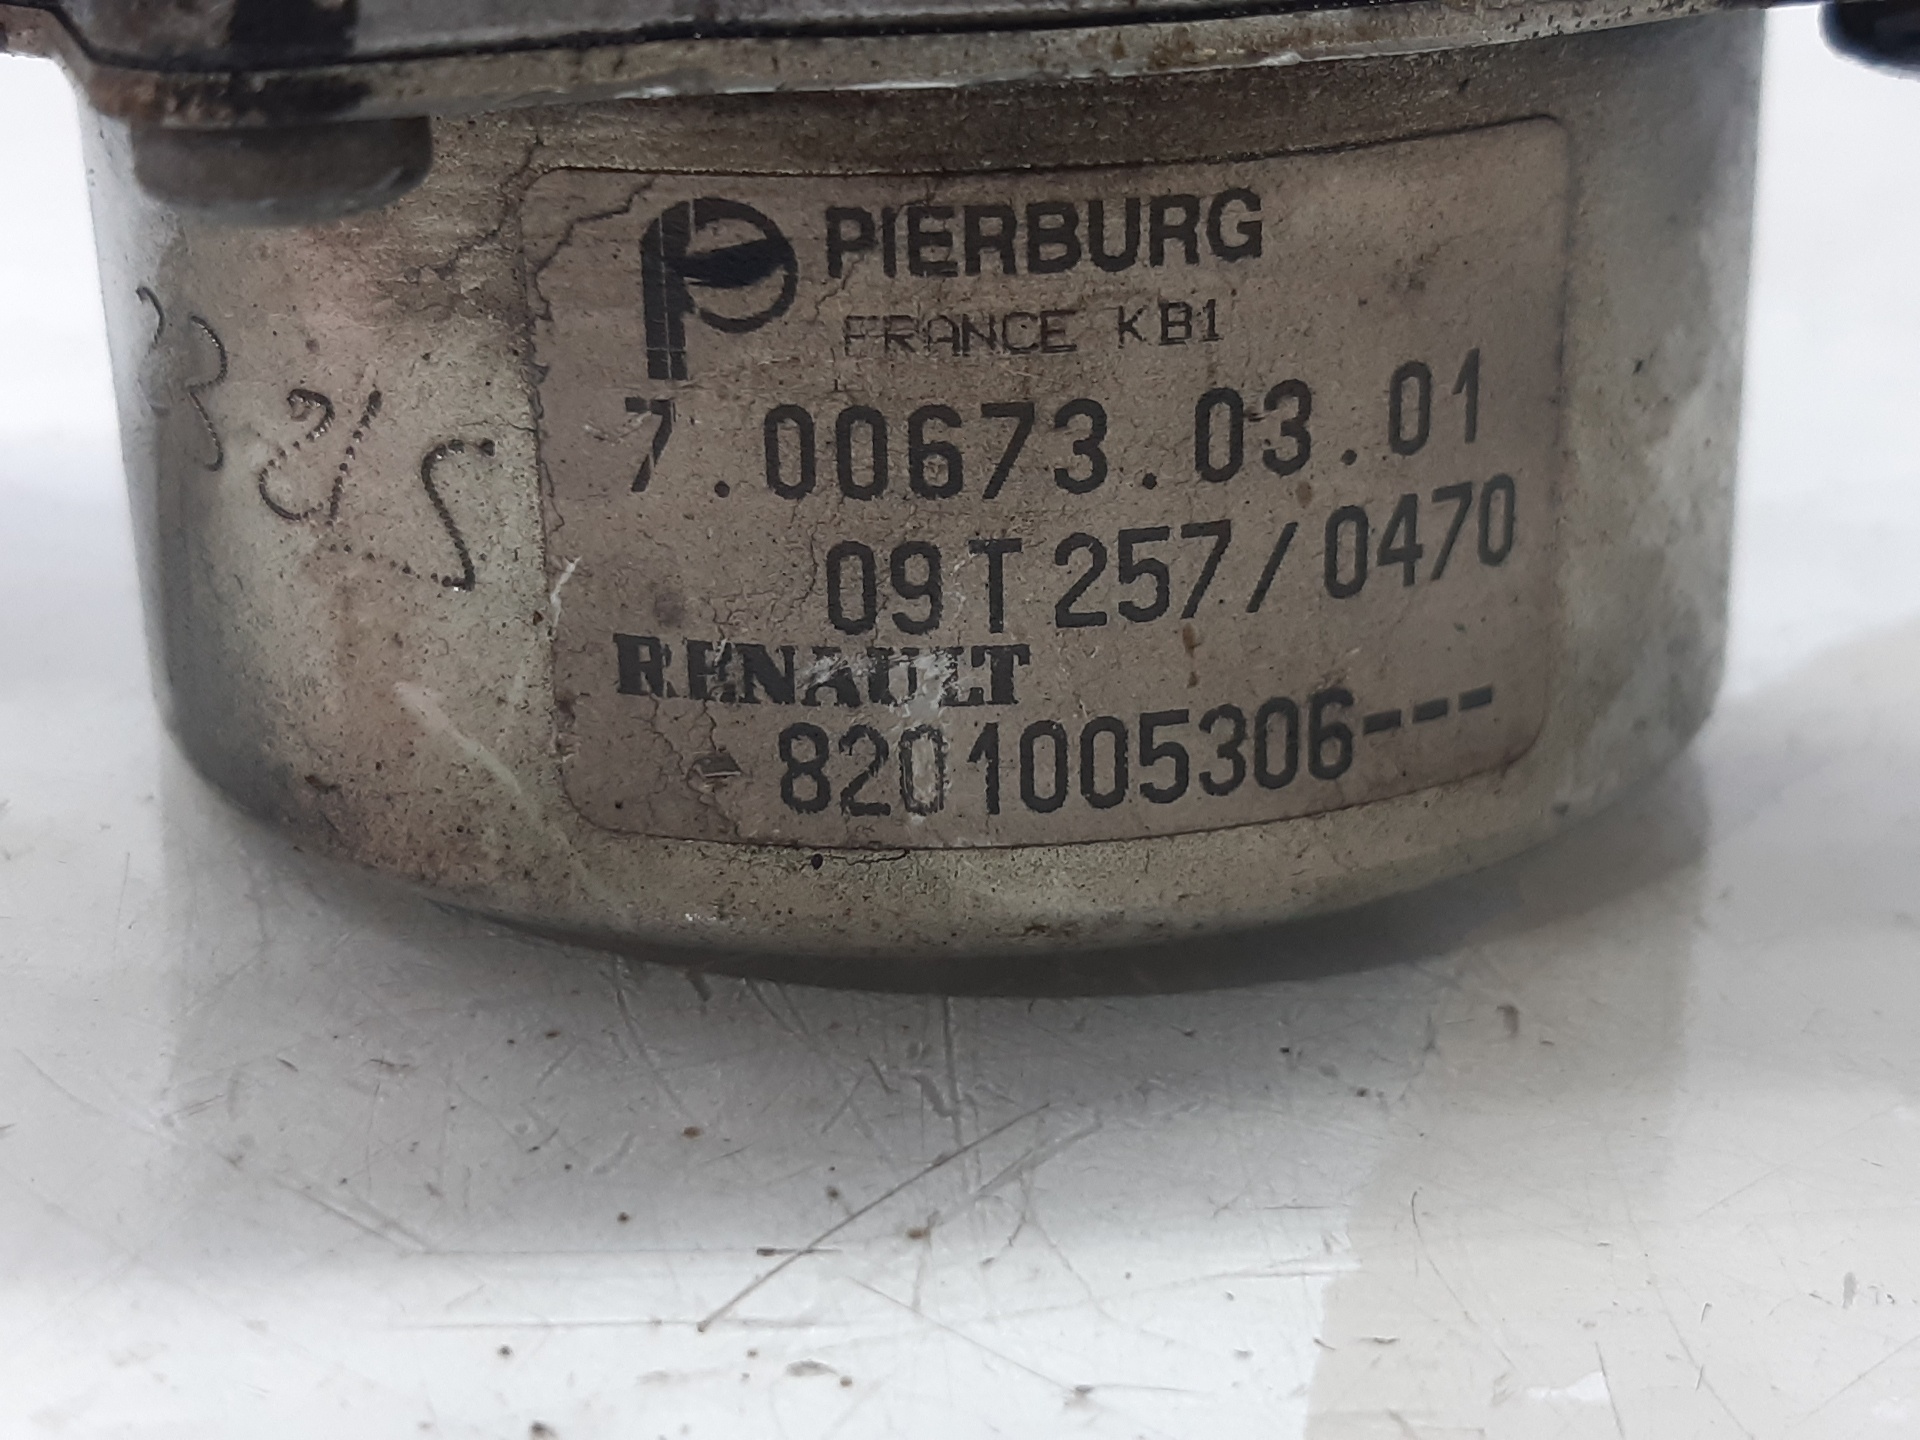 PIERBURG
FRANCE KB1
7.00673.03.01
09T257/0470
RENAULT
8201005306---